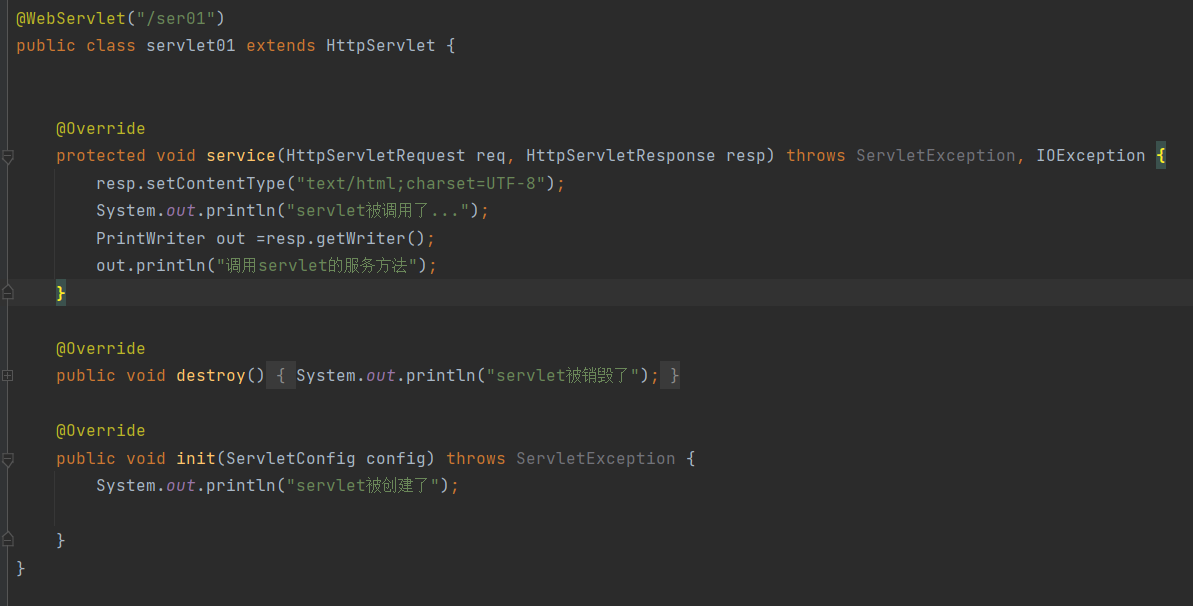 @WebServlet("/ser01")
public class servlet01 extends HttpServlet {
@Override
protected void service(HttpServletRequest req, HttpServletResponse resp) throws ServletException, IOException {
resp.setContentType("text/html;charset=UTF-8");
System.out.println("servlet被调用了...");
PrintWriter out =resp.getWriter();
out.println("调用servlet的服务方法");
}
@Override
public void destroy() { System.out.println("servlet被销毁了"); }
@Override
public void init(ServletConfig config) throws ServletException {
System.out.println("servlet被创建了");
}
}